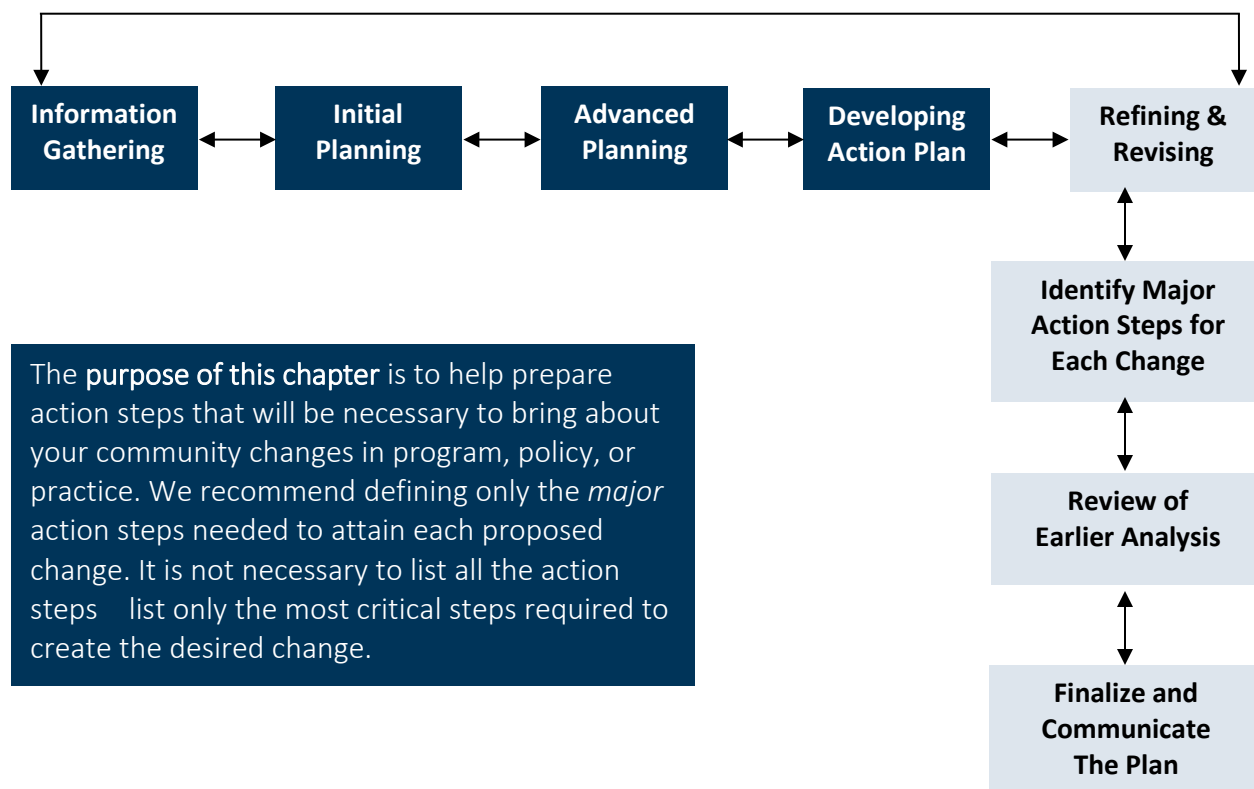 Information
Gathering
Initial
Planning
Advanced
Planning
Developing
Action Plan
Refining &
Revising
Identify Major
Action Steps for
Each Change
The purpose of this chapter is to help prepare
action steps that will be necessary to bring about
your community changes in program, policy, or
practice. We recommend defining only the major
action steps needed to attain each proposed
change. It is not necessary to list all the action
steps list only the most critical steps required to
create the desired change.
Review of
Earlier Analysis
Finalize and
Communicate
The Plan